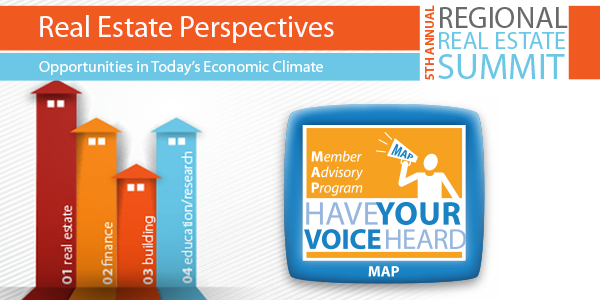 Real Estate Perspectives
Opportunities in Today's Economic Climate
5TH ANNUAL
REGIONAL
REAL ESTATE
SUMMIT
01 real estate
02 finance
03 building
04 education/research
Member
Advisory
Program
MAP
HAVE YOUR
VOICE HEARD
MAP